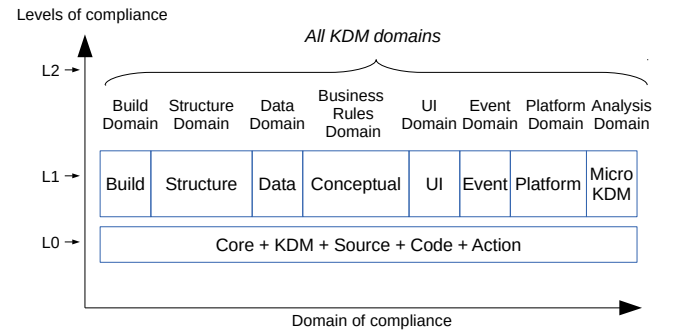 Levels of compliance
All KDM domains
L2
Build Domain
Structure Domain
Data Domain
Business Rules Domain
UI Domain
Event Domain
Platform Domain
Analysis Domain
L1
Build
Structure
Data
Conceptual
UI
Event
Platform
Micro KDM
L0
Core + KDM + Source + Code + Action
Domain of compliance